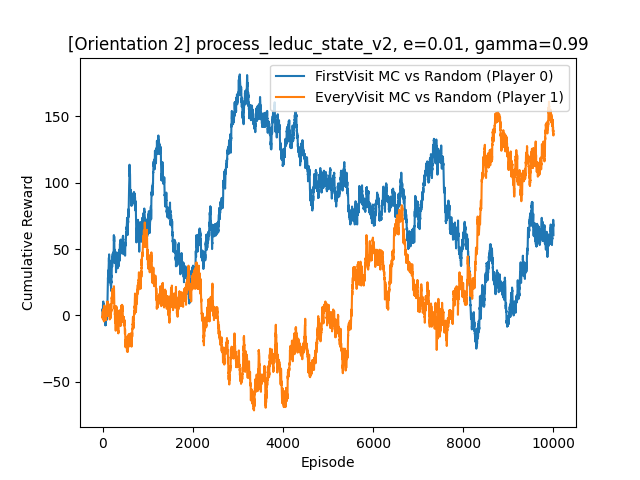 [Orientation 2] process_leduc_state_v2, e=0.01, gamma=0.99
FirstVisit MC vs Random (Player 0)
EveryVisit MC vs Random (Player 1)
Cumulative Reward
150
100
50
0
−50
0
2000
4000
6000
8000
10000
Episode